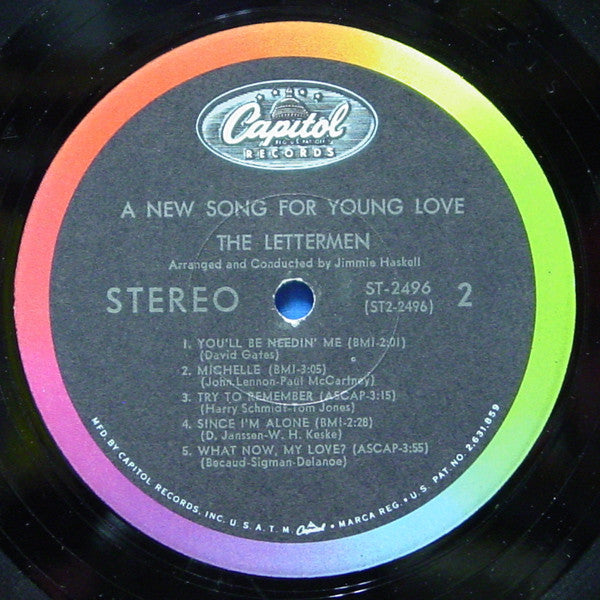 Capitol
REG. U.S. PAT. OFF.
RECORDS
A NEW SONG FOR YOUNG LOVE
THE LETTERMEN
Arranged and Conducted by Jimmie Haskell
STEREO
ST-2496
(ST2-2496)
2
1. YOU'LL BE NEEDIN' ME (BMI-2:01)
(David Gates)
2. MICHELLE (BMI-3:05)
(John Lennon-Paul McCartney)
3. TRY TO REMEMBER (ASCAP-3:15)
(Harry Schmidt-Tom Jones)
4. SINCE I'M ALONE (BMI-2:28)
(D. Janssen-W. H. Keske)
5. WHAT NOW, MY LOVE? (ASCAP-3:55)
(Becaud-Sigman-Delanoe)
MFD. BY CAPITOL RECORDS, INC. U. S. A. T. M. Capitol • MARCA REG. • U. S. PAT. NO. 2,631,859